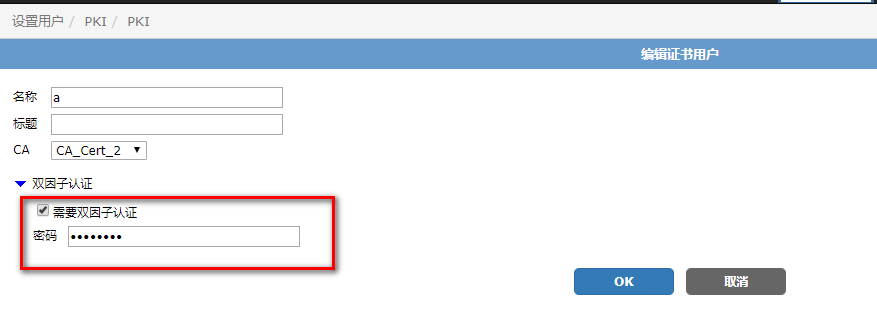 设置用户 / PKI / PKI
编辑证书用户
名称 a
标题
CA CA_Cert_2
双因子认证
需要双因子认证
密码 ••••••••
OK 取消